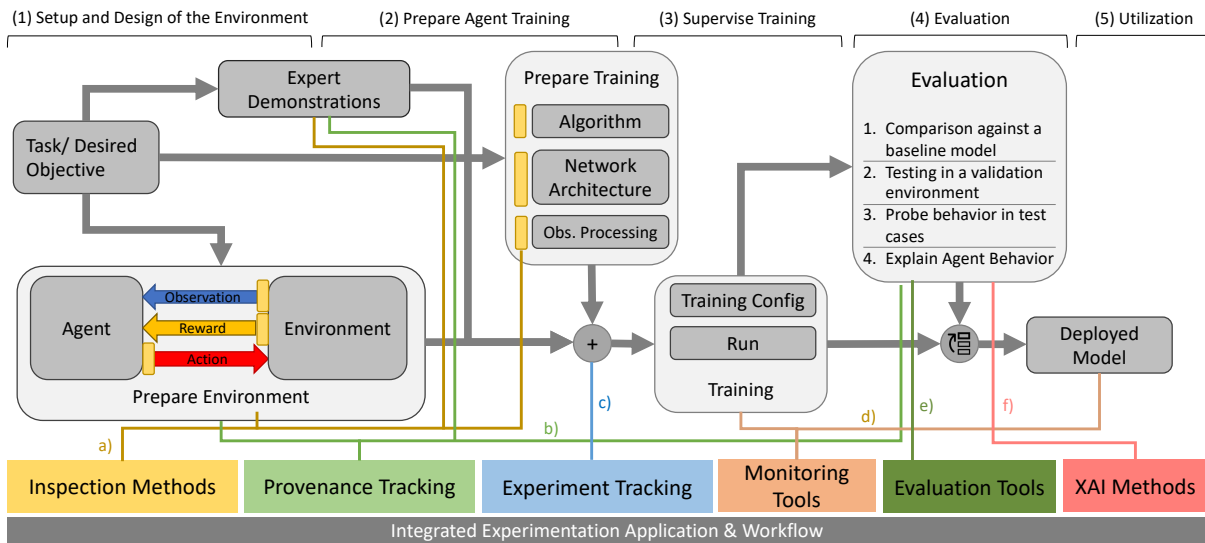 (1) Setup and Design of the Environment
(2) Prepare Agent Training
(3) Supervise Training
(4) Evaluation
(5) Utilization
Expert
Demonstrations
Task/ Desired
Objective
Prepare Training
Algorithm
Network
Architecture
Obs. Processing
Evaluation
1. Comparison against a
baseline model
2. Testing in a validation
environment
3. Probe behavior in test
cases
4. Explain Agent Behavior
Agent
Observation
Reward
Action
Environment
Prepare Environment
+
Training Config
Run
Training
Deployed
Model
a)
b)
c)
d)
e)
f)
Inspection Methods
Provenance Tracking
Experiment Tracking
Monitoring
Tools
Evaluation Tools
XAI Methods
Integrated Experimentation Application & Workflow